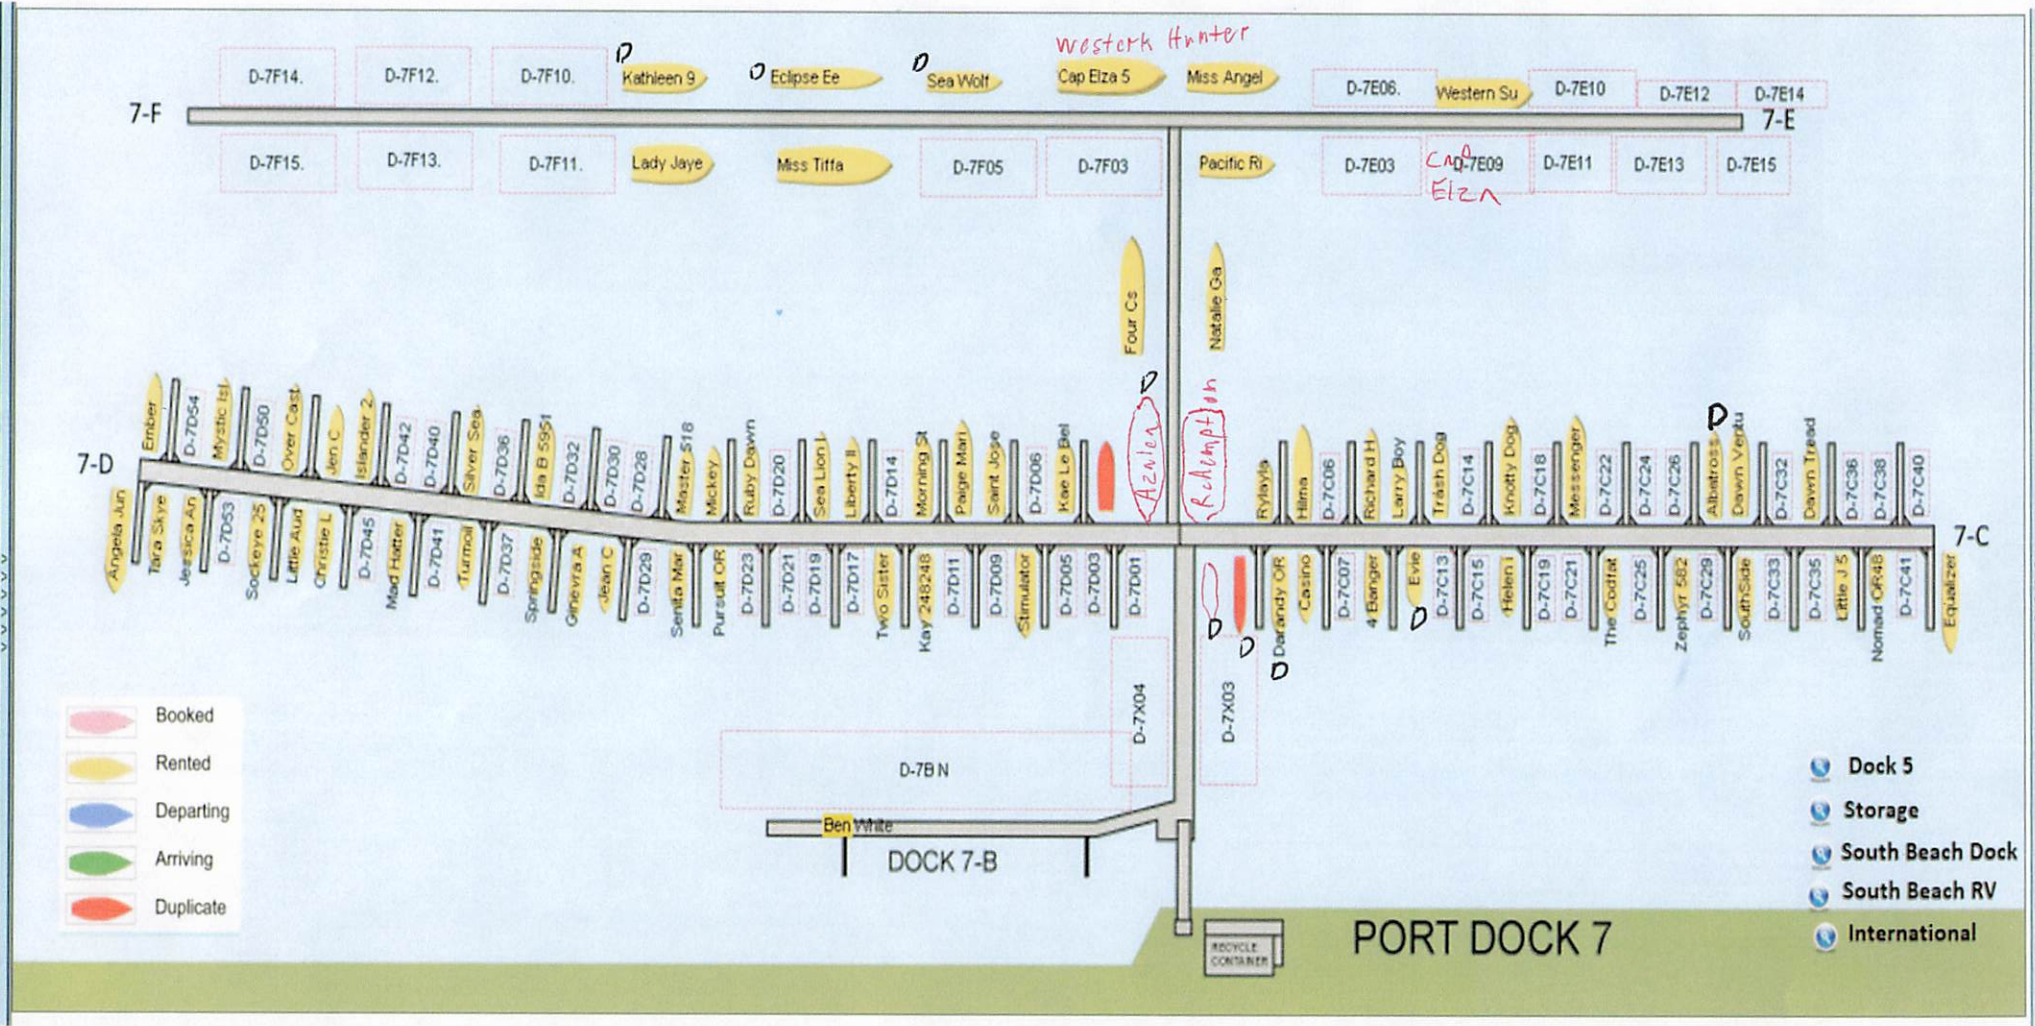 Western Hunter
D
D
D
D-7F14.
D-7F12.
D-7F10.
Kathleen 9
Eclipse Ee
Sea Wolf
Cap Elza 5
Miss Angel
D-7E06.
Western Su
D-7E10
D-7E12
D-7E14
7-F
7-E
D-7F15.
D-7F13.
D-7F11.
Lady Jaye
Miss Tiffa
D-7F05
D-7F03
Pacific Ri
D-7E03
Cap
D-7E09
Elza
D-7E11
D-7E13
D-7E15
Four Cs
Natalie Ga
7-D
Ember
D-7D54
Mystic Isl
D-7D50
Over Cast
Jen C
Islander 2
D-7D42
D-7D40
Silver Sea
D-7D36
Ida B 5951
D-7D32
D-7D30
D-7D28
Master 518
Mickey
Ruby Dawn
D-7D20
Sea Lion I
Liberty II
D-7D14
Morning St
Paige Mari
Saint Jose
D-7D06
Kae Le Bel
D
Azalea
Redemption
Rylayla
Hilma
D-7C06
Richard H
Larry Boy
Trash Dog
D-7C14
Knotty Dog
D-7C18
Messenger
D-7C22
D-7C24
D-7C26
D
Albatross
Dawn Ventu
D-7C32
Dawn Tread
D-7C36
D-7C38
D-7C40
7-C
Angela Jun
Tara Skye
Jessica An
D-7D53
Sockeye 25
Little Aud
Christie L
D-7D45
Mad Hatter
D-7D41
Turmoil
D-7D37
Springside
Ginevra A
Jean C
D-7D29
Senita Mar
Pursuit OR
D-7D23
D-7D21
D-7D19
D-7D17
Two Sister
Kay 248248
D-7D11
D-7D09
Stimulator
D-7D05
D-7D03
D-7D01
D
D
Darandy OR
D
Casino
D-7C07
4 Banger
Evie
D
D-7C13
D-7C15
Helen i
D-7C19
D-7C21
The Codfat
D-7C25
Zephyr 582
D-7C29
SouthSide
D-7C33
D-7C35
Little J 5
Nomad OR48
D-7C41
Equalizer
D-7X04
D-7X03
D-7B N
Ben White
DOCK 7-B
Booked
Rented
Departing
Arriving
Duplicate
Dock 5
Storage
South Beach Dock
South Beach RV
International
RECYCLE
CONTAINER
PORT DOCK 7